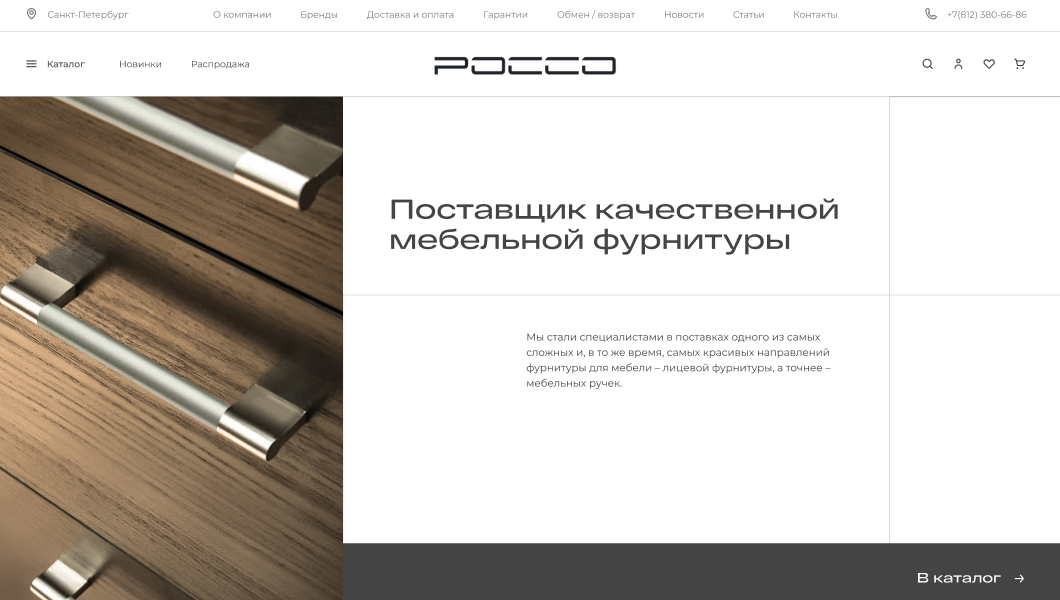 Санкт-Петербург
О компании
Бренды
Доставка и оплата
Гарантии
Обмен / возврат
Новости
Статьи
Контакты
+7(812) 380-66-86
Каталог
Новинки
Распродажа
РОССО
Поставщик качественной
мебельной фурнитуры
Мы стали специалистами в поставках одного из самых
сложных и, в то же время, самых красивых направлений
фурнитуры для мебели – лицевой фурнитуры, а точнее –
мебельных ручек.
В каталог